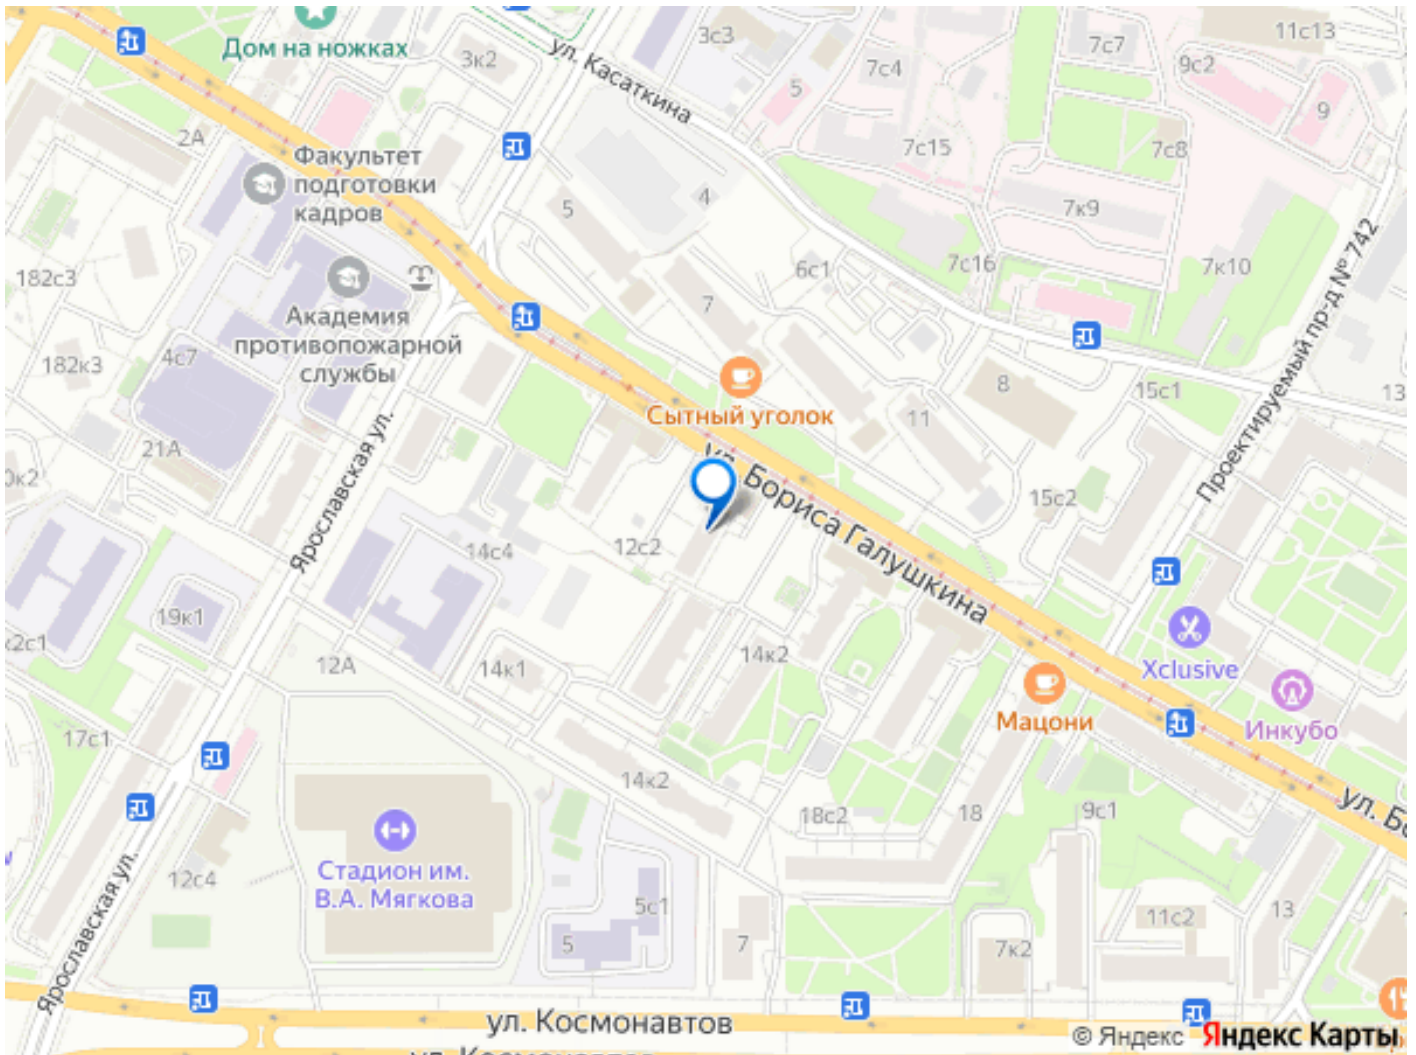 Дом на ножках
3к2
ул. Касаткина
3с3
7с7
11с13
9с2
7с4
5
9
2А
Факультет
подготовки
кадров
7с15
7с8
4
5
7к9
182с3
6с1
7с16
7к10
Проектируемый пр-д № 742
7
Академия
противопожарной
службы
182к3
4с7
8
15с1
13
Сытный уголок
11
21А
Ярославская ул.
ул. Бориса Галушкина
15с2
14с4
12с2
19к1
12А
14к1
14к2
Xclusive
Мацони
Инкубо
17с1
14к2
18с2
18
9с1
ул. Бо
Стадион им.
В.А. Мягкова
12с4
Ярославская ул.
5с1
5
7
7к2
11с2
13
ул. Космонавтов
© Яндекс Яндекс Карты